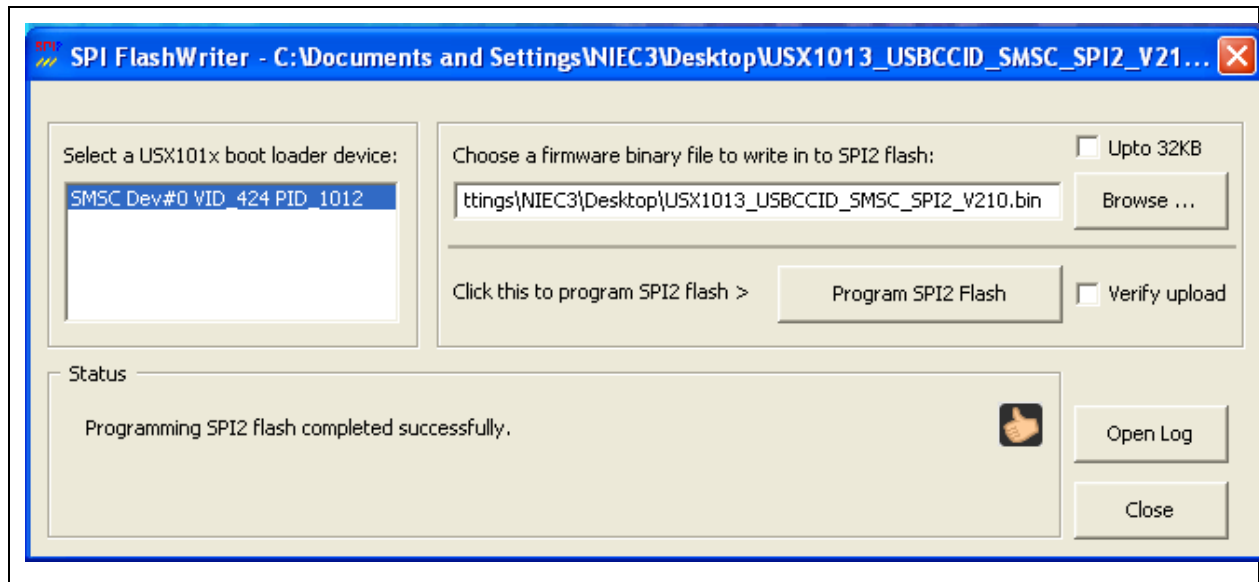 SPI FlashWriter - C:\Documents and Settings\NIEC3\Desktop\USX1013_USBCCID_SMSC_SPI2_V21...
Select a USX101x boot loader device:
SMSC Dev#0 VID_424 PID_1012
Choose a firmware binary file to write in to SPI2 flash:
Upto 32KB
ttings\NIEC3\Desktop\USX1013_USBCCID_SMSC_SPI2_V210.bin
Browse ...
Click this to program SPI2 flash >
Program SPI2 Flash
Verify upload
Status
Programming SPI2 flash completed successfully.
Open Log
Close